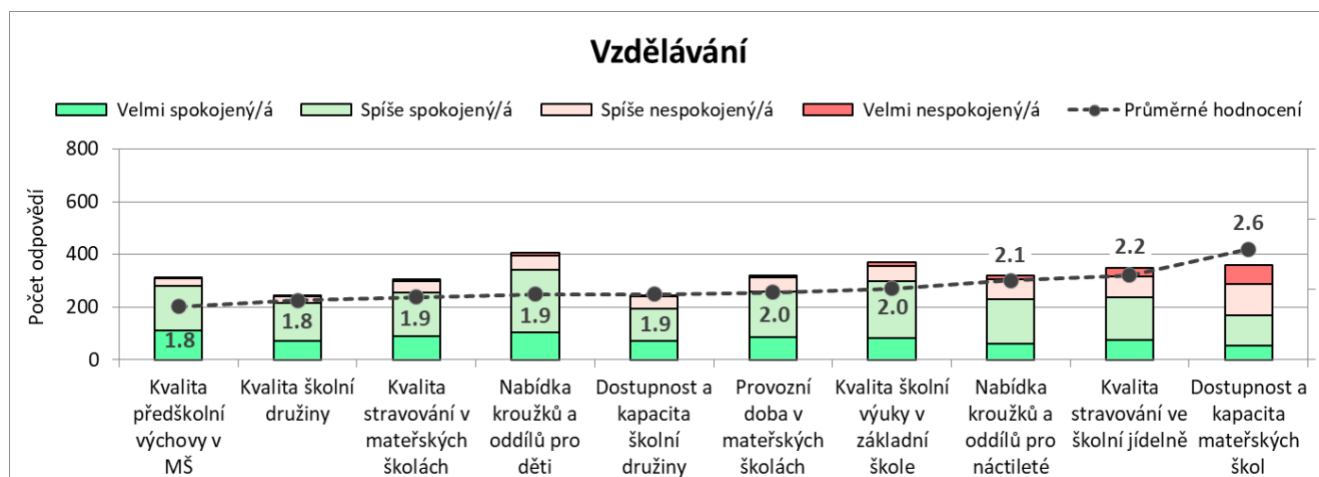 Vzdělávání
Velmi spokojený/á
Spíše spokojený/á
Spíše nespokojený/á
Velmi nespokojený/á
Průměrné hodnocení
Počet odpovědí
800
600
400
200
0
1.8
1.8
1.9
1.9
1.9
2.0
2.0
2.1
2.2
2.6
Kvalita
předškolní
výchovy v
MŠ
Kvalita školní
družiny
Kvalita
stravování v
mateřských
školách
Nabídka
kroužků a
oddílů pro
děti
Dostupnost a
kapacita
školní
družiny
Provozní
doba v
mateřských
školách
Kvalita školní
výuky v
základní
škole
Nabídka
kroužků a
oddílů pro
náctileté
Kvalita
stravování ve
školní jídelně
Dostupnost a
kapacita
mateřských
škol